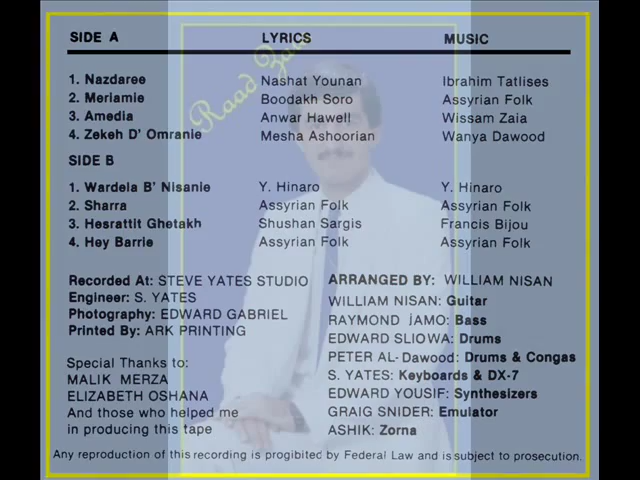 SIDE A LYRICS MUSIC
1. Nazdaree Nashat Younan Ibrahim Tatlises
2. Meriamie Boodakh Soro Assyrian Folk
3. Amedia Anwar Hawell Wissam Zaia
4. Zekeh D' Omranie Mesha Ashoorian Wanya Dawood
SIDE B
1. Wardela B' Nisanie Y. Hinaro Y. Hinaro
2. Sharra Assyrian Folk Assyrian Folk
3. Hesrattit Ghetakh Shushan Sargis Francis Bijou
4. Hey Barrie Assyrian Folk Assyrian Folk
Recorded At: STEVE YATES STUDIO
Engineer: S. YATES
Photography: EDWARD GABRIEL
Printed By: ARK PRINTING
Special Thanks to:
MALIK MERZA
ELIZABETH OSHANA
And those who helped me
in producing this tape
ARRANGED BY: WILLIAM NISAN
WILLIAM NISAN: Guitar
RAYMOND JAMO: Bass
EDWARD SLIOWA: Drums
PETER AL-Dawood: Drums & Congas
S. YATES: Keyboards & DX-7
EDWARD YOUSIF: Synthesizers
GRAIG SNIDER: Emulator
ASHIK: Zorna
Any reproduction of this recording is progibited by Federal Law and is subject to prosecution.
Raad